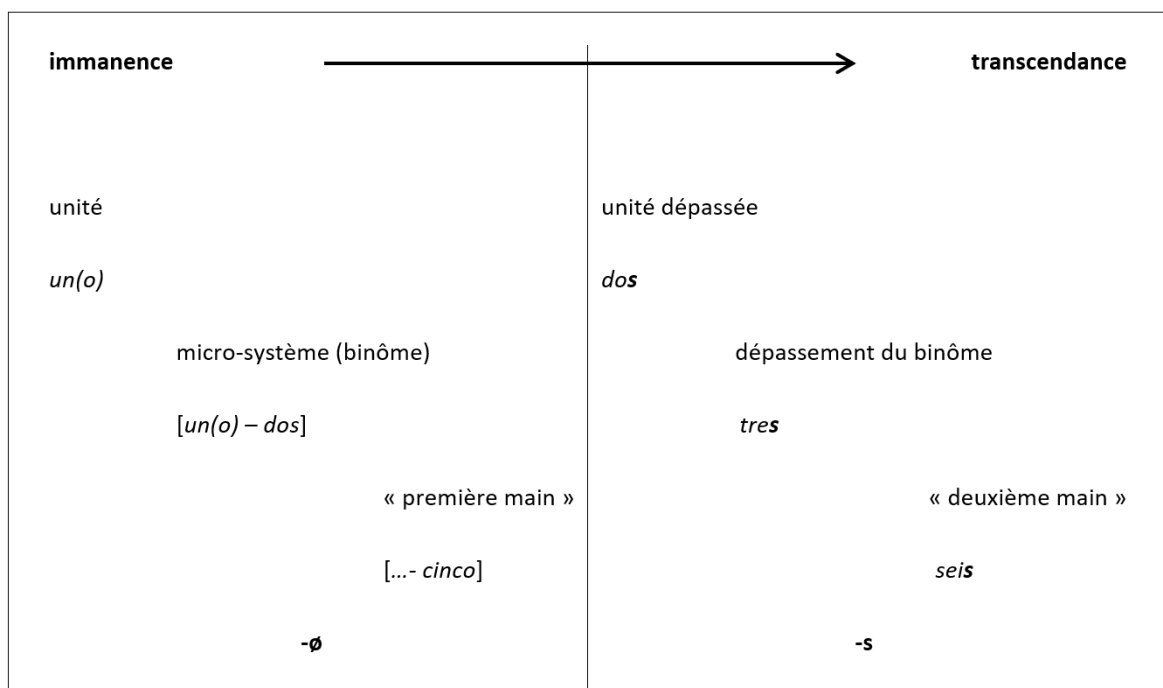 immanence transcendance
unité unité dépassée
un(o) dos
micro-système (binôme) dépassement du binôme
[un(o) – dos] tres
« première main » « deuxième main »
[...- cinco] seis
-ø -s